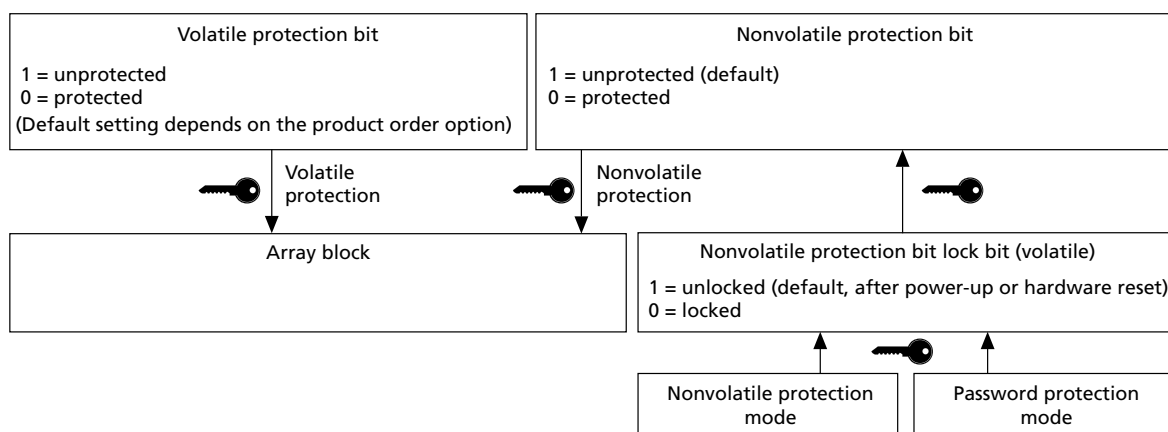 Volatile protection bit
1 = unprotected
0 = protected
(Default setting depends on the product order option)
Nonvolatile protection bit
1 = unprotected (default)
0 = protected
Volatile
protection
Nonvolatile
protection
Array block
Nonvolatile protection bit lock bit (volatile)
1 = unlocked (default, after power-up or hardware reset)
0 = locked
Nonvolatile protection
mode
Password protection
mode